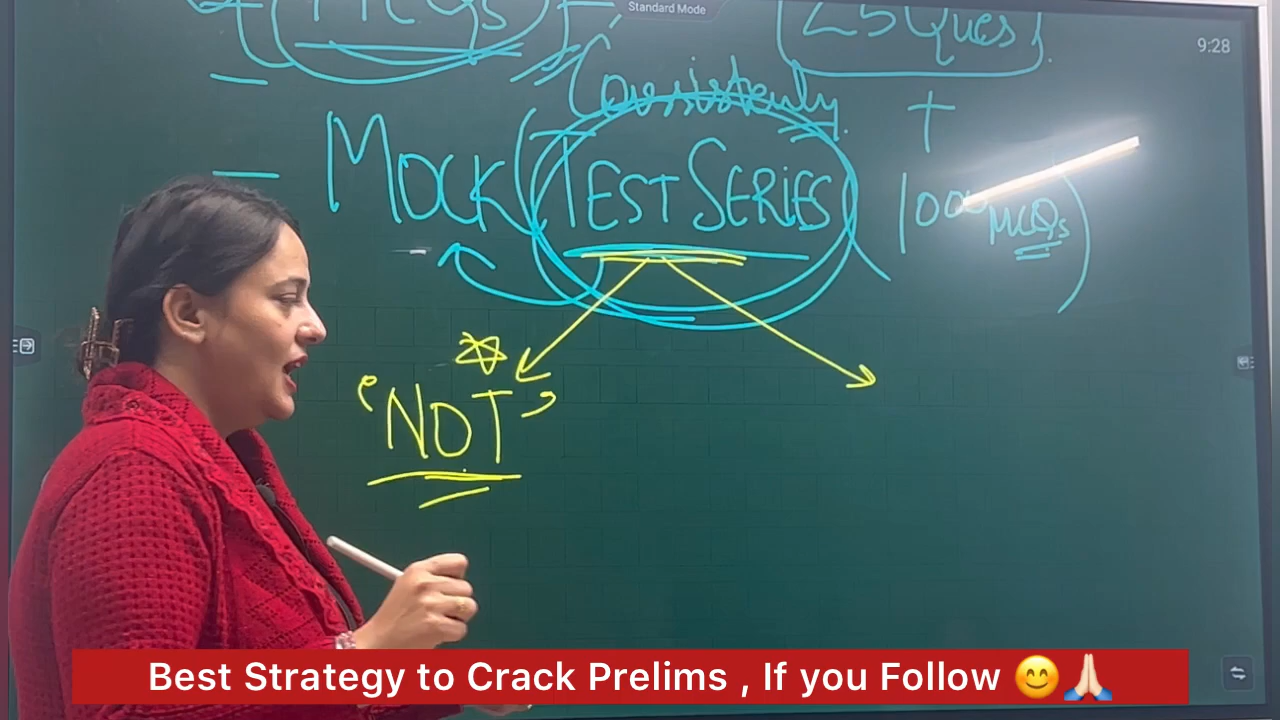 Standard Mode
9:28
MCQs
25 Ques
Consistently
+
– MOCK (TEST SERIES)
MCQs
"NOT"
Best Strategy to Crack Prelims , If you Follow 😊🙏🏻